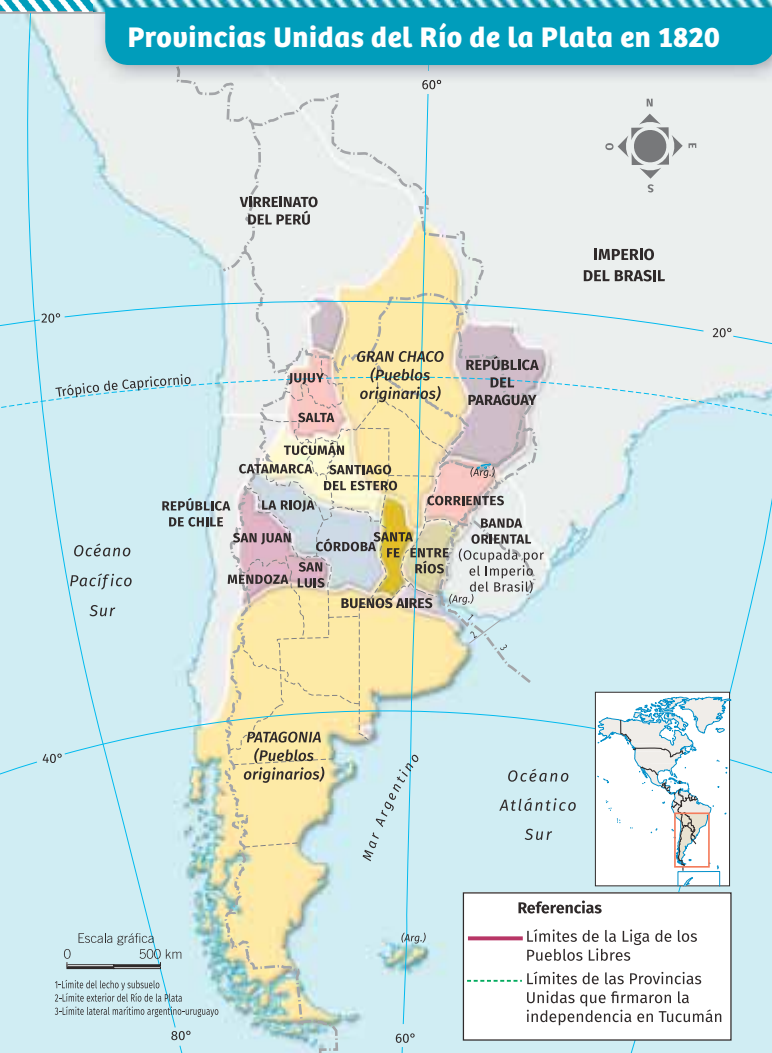 Provincias Unidas del Río de la Plata en 1820
60°
N
O
E
S
VIRREINATO
DEL PERÚ
IMPERIO
DEL BRASIL
20°
20°
GRAN CHACO
(Pueblos
originarios)
REPÚBLICA
DEL
PARAGUAY
Trópico de Capricornio
JUJUY
SALTA
TUCUMÁN
CATAMARCA
SANTIAGO
DEL ESTERO
(Arg.)
CORRIENTES
REPÚBLICA
DE CHILE
LA RIOJA
SAN JUAN
CÓRDOBA
SANTA
FE
ENTRE
RÍOS
BANDA
ORIENTAL
(Ocupada por
el Imperio
del Brasil)
MENDOZA
SAN
LUIS
BUENOS AIRES
(Arg.)
1
2
3
Océano
Pacífico
Sur
PATAGONIA
(Pueblos
originarios)
40°
Mar Argentino
Océano
Atlántico
Sur
(Arg.)
Escala gráfica
0 500 km
1-Límite del lecho y subsuelo
2-Límite exterior del Río de la Plata
3-Límite lateral marítimo argentino-uruguayo
80°
60°
Referencias
Límites de la Liga de los
Pueblos Libres
Límites de las Provincias
Unidas que firmaron la
independencia en Tucumán